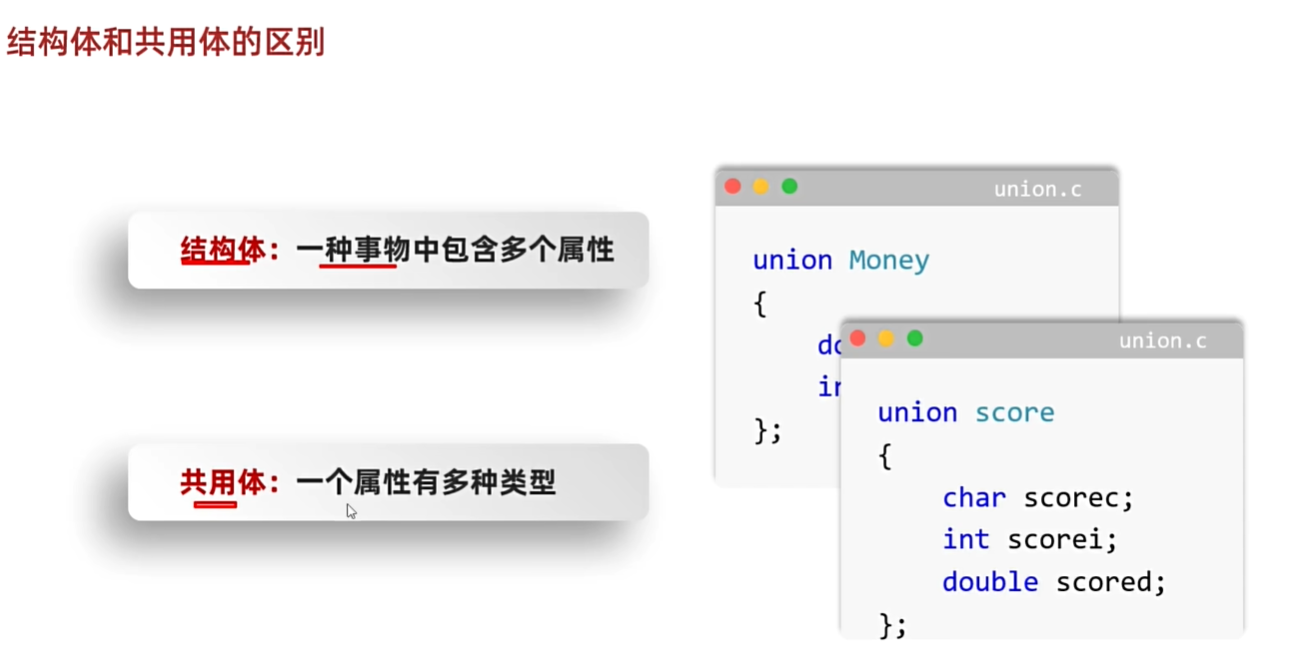 结构体和共用体的区别
结构体：一种事物中包含多个属性
共用体：一个属性有多种类型
union.c
union Money
{
};
union.c
union score
{
char scorec;
int scorei;
double scored;
};